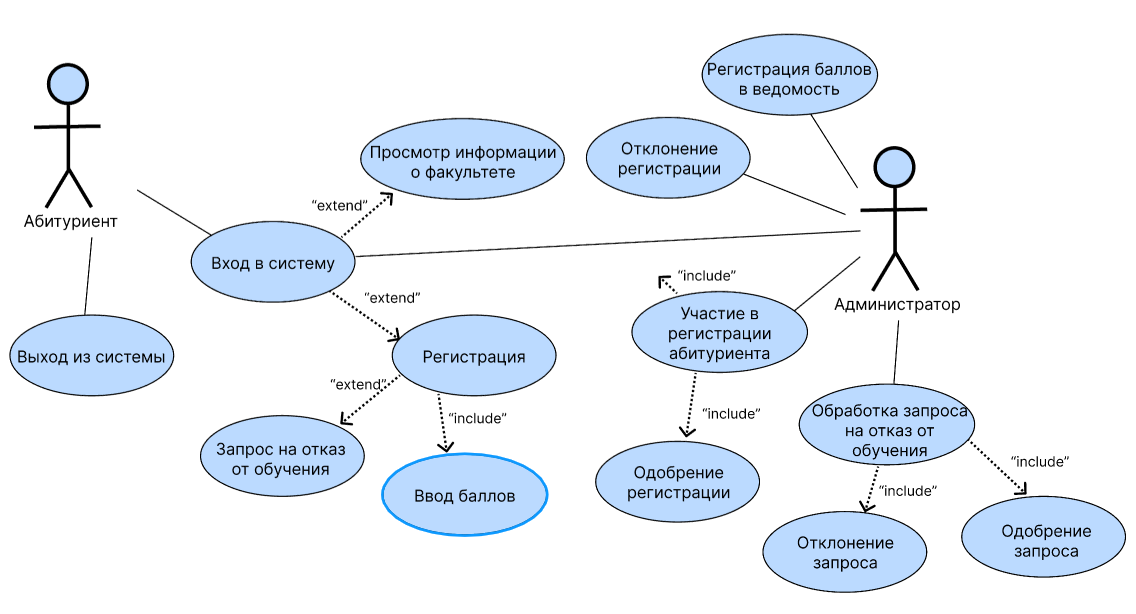 Регистрация баллов
в ведомость
Отклонение
регистрации
Просмотр информации
о факультете
“extend”
Абитуриент
Вход в систему
“include”
“extend”
Администратор
Участие в
регистрации
абитуриента
Выход из системы
Регистрация
“extend”
“include”
“include”
Обработка запроса
на отказ от
обучения
Запрос на отказ
от обучения
Ввод баллов
Одобрение
регистрации
“include”
“include”
Отклонение
запроса
Одобрение
запроса